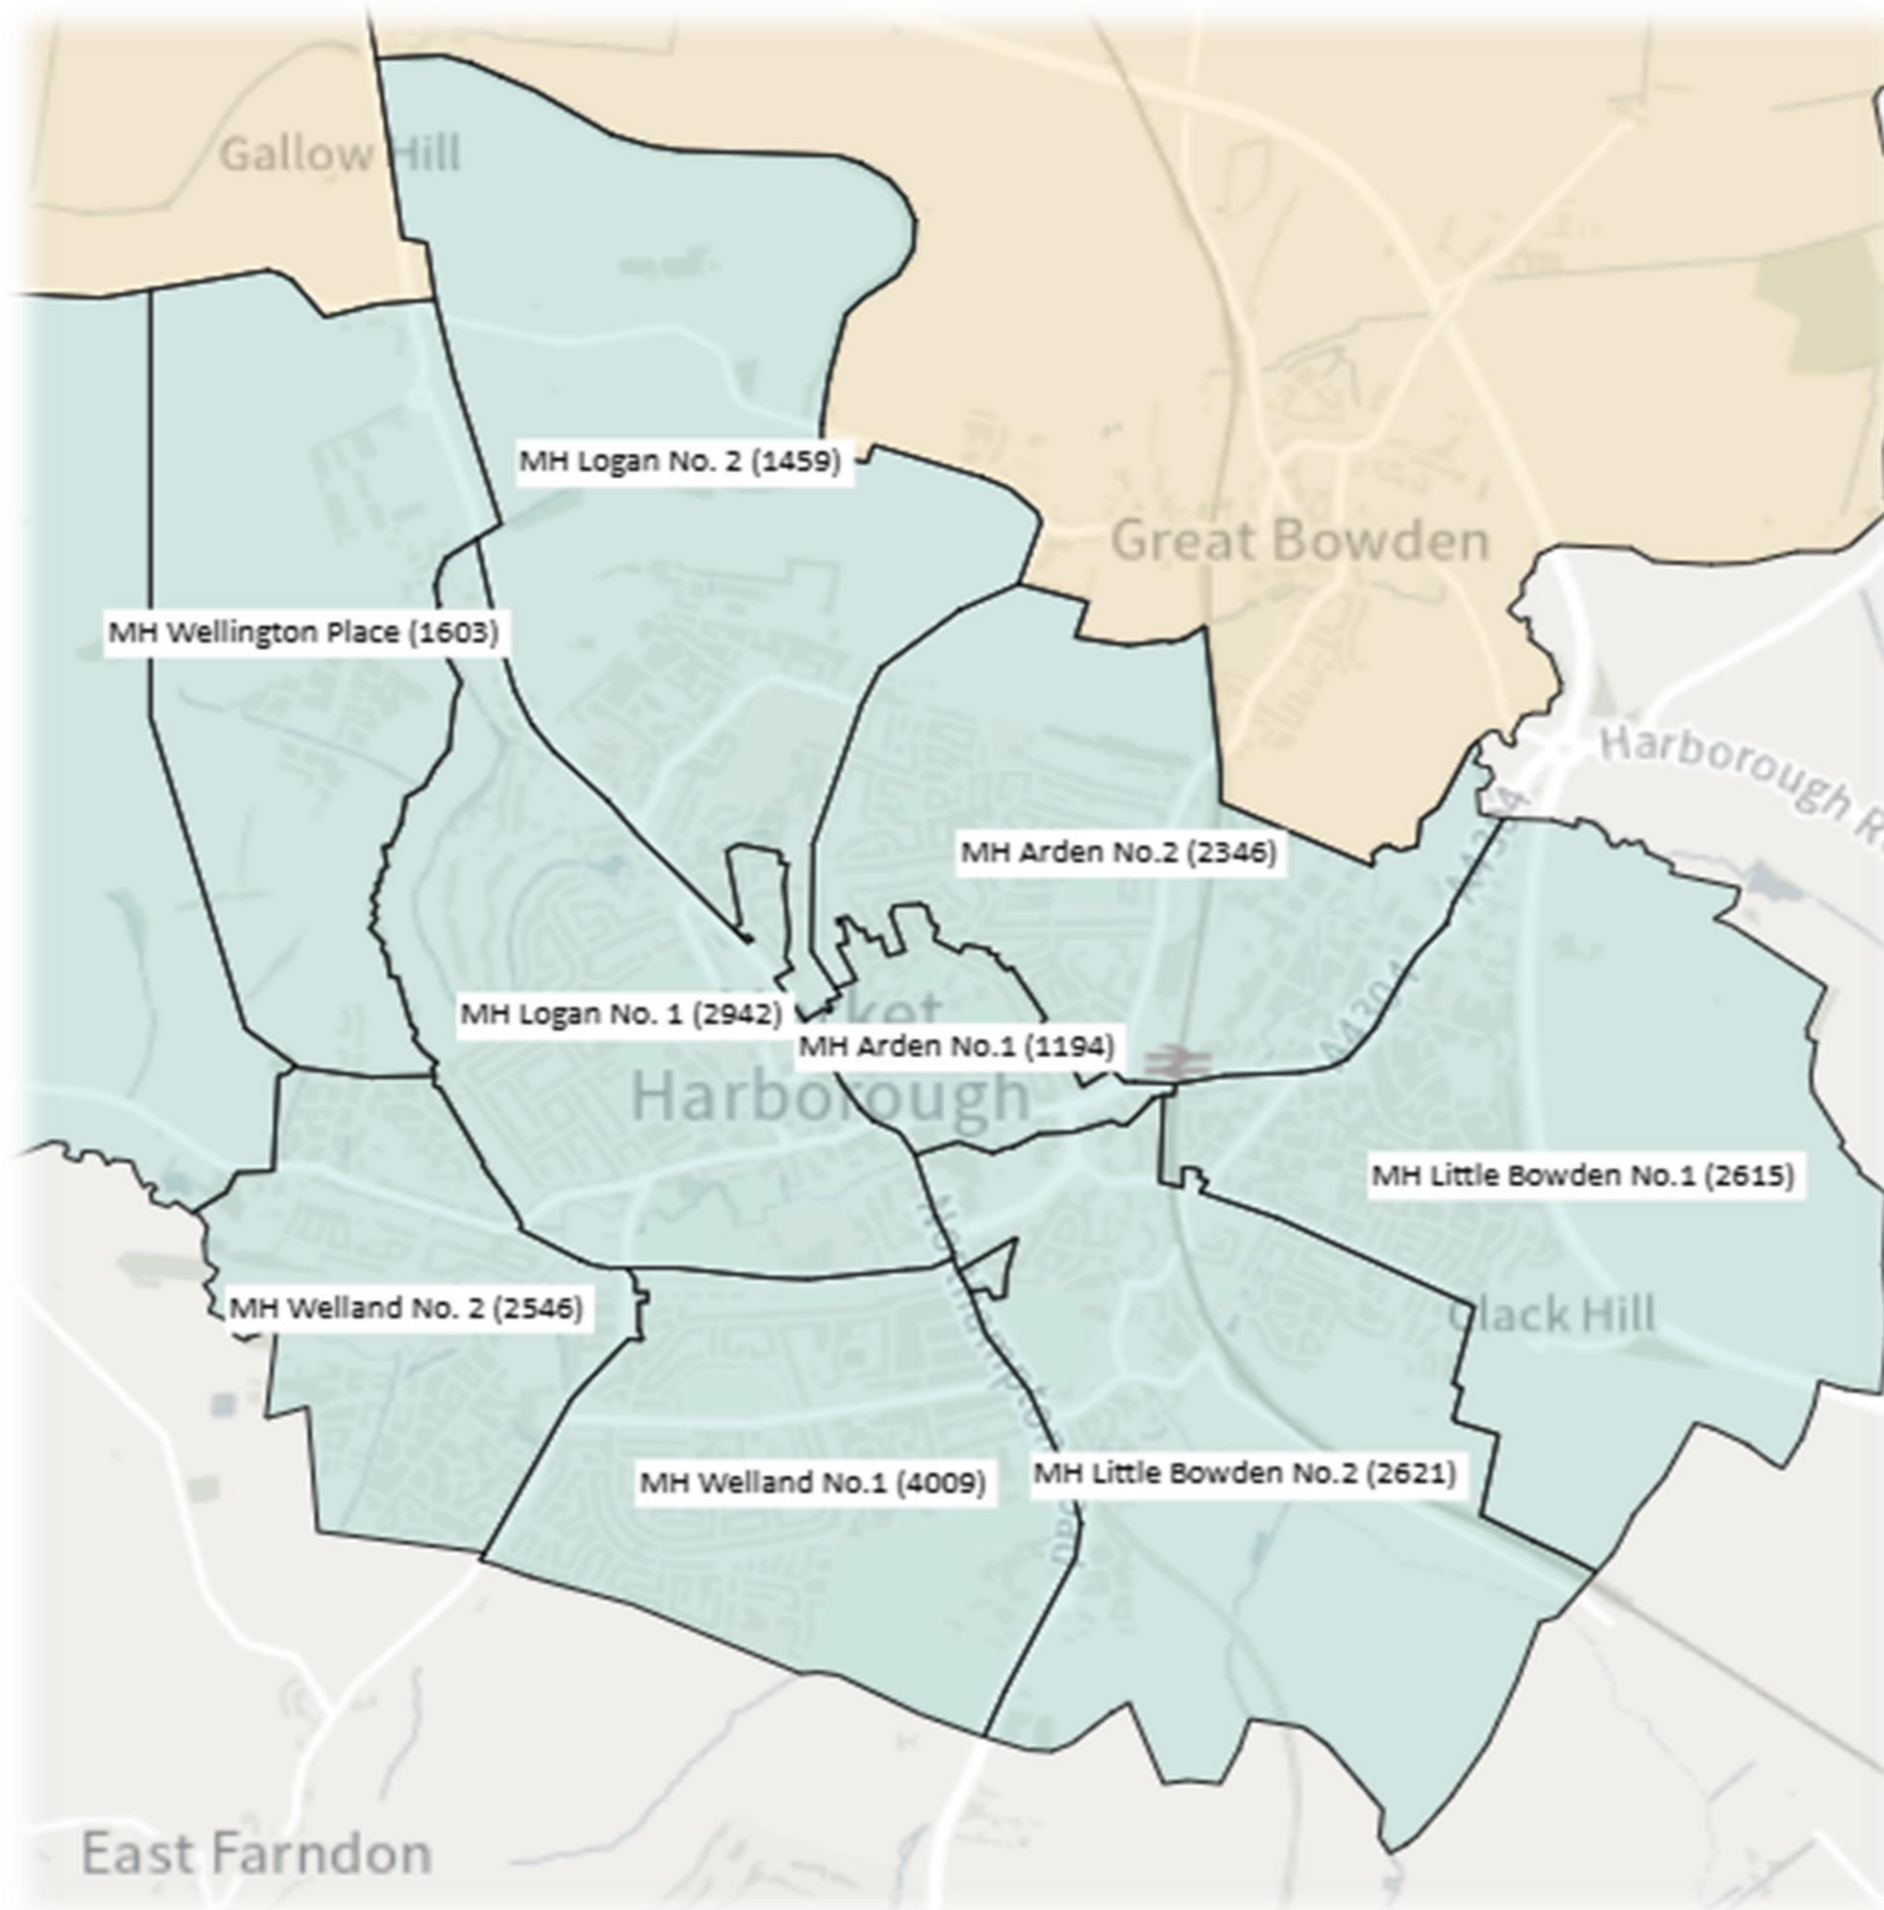 Gallow Hill
MH Logan No. 2 (1459)
Great Bowden
MH Wellington Place (1603)
Harborough R
MH Arden No.2 (2346)
A4304
MH Logan No. 1 (2942)
MH Arden No.1 (1194)
A4304
Harborough
MH Little Bowden No.1 (2615)
MH Welland No. 2 (2546)
Clack Hill
MH Welland No.1 (4009)
MH Little Bowden No.2 (2621)
East Farndon